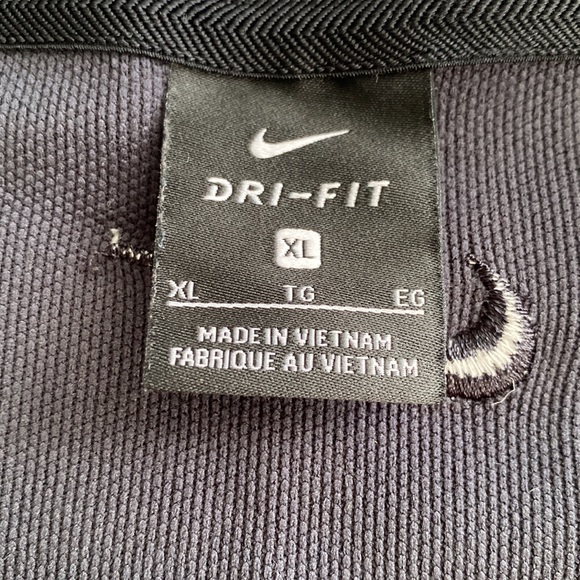 DRI-FIT
XL
XL TG EG
MADE IN VIETNAM
FABRIQUE AU VIETNAM